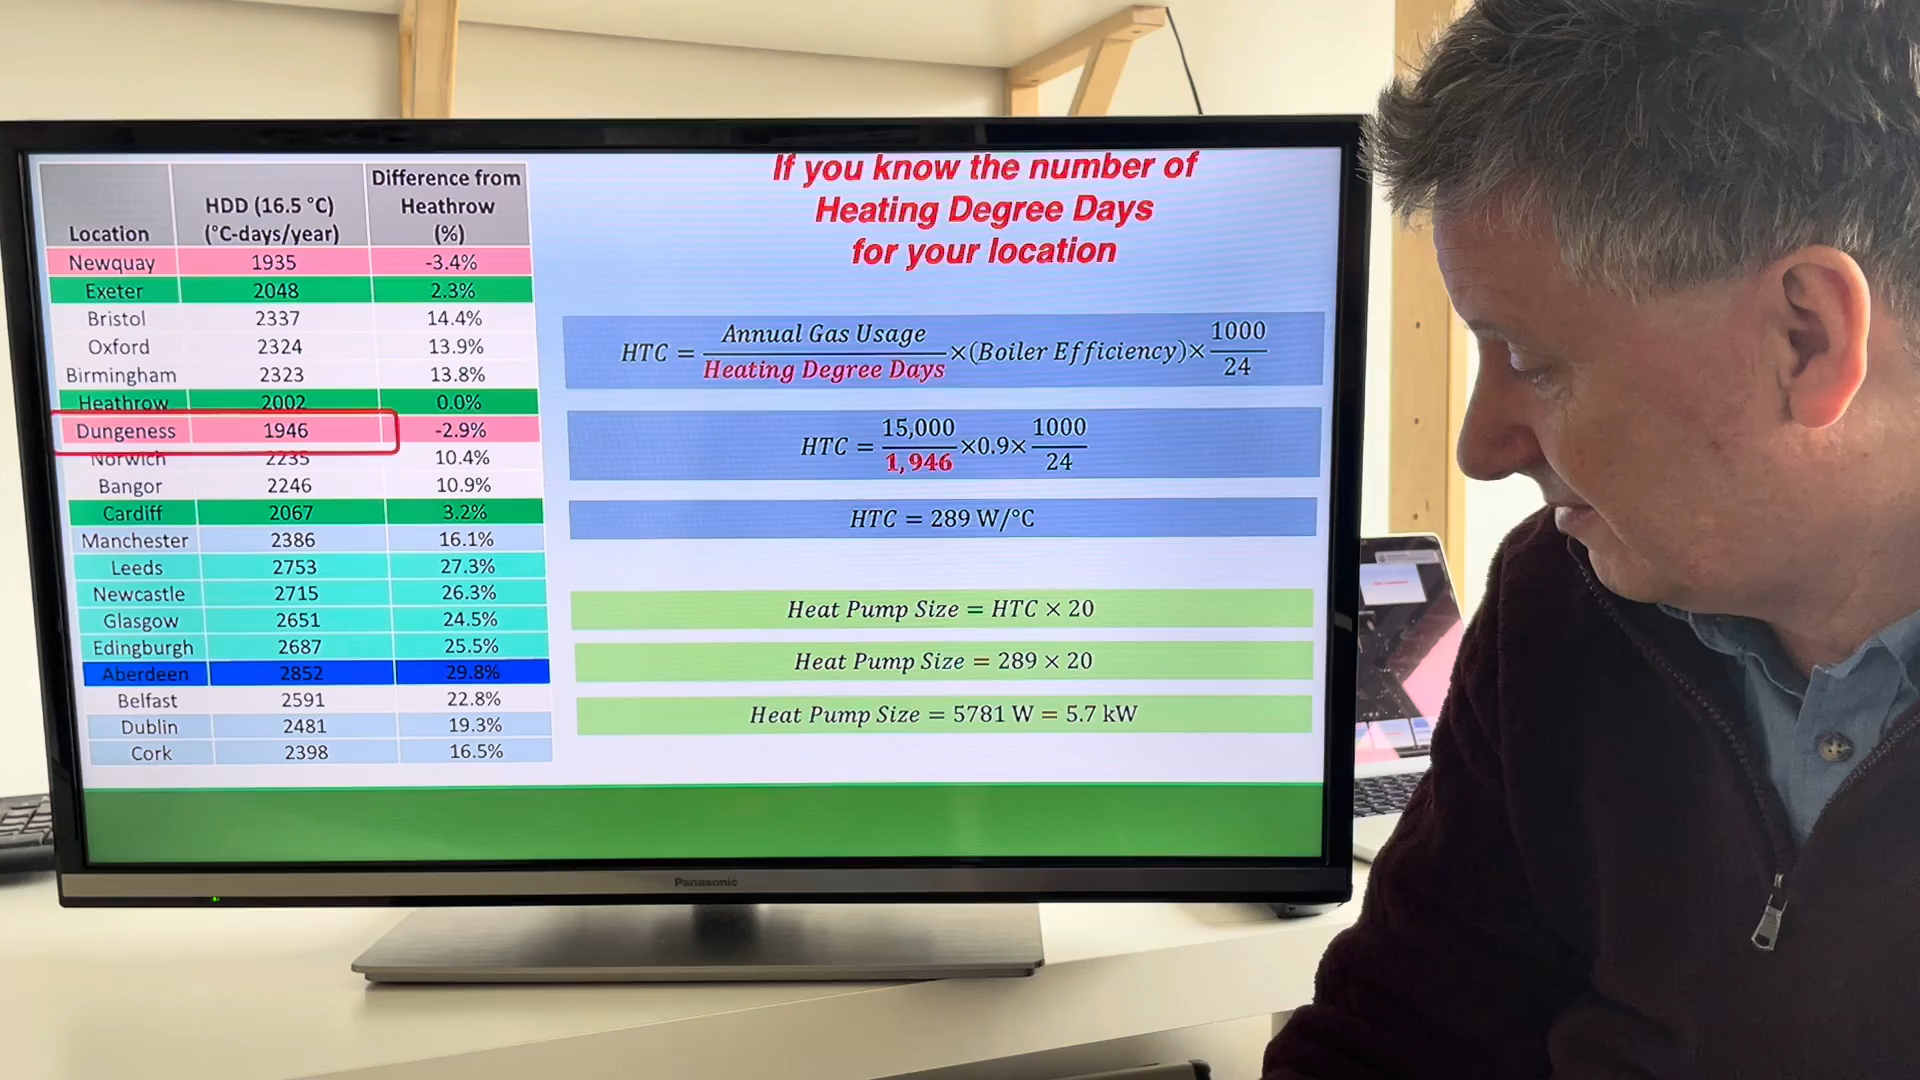 If you know the number of
Heating Degree Days
for your location
Location HDD (16.5 °C) (°C-days/year) Difference from Heathrow (%)
Newquay 1935 -3.4%
Exeter 2048 2.3%
Bristol 2337 14.4%
Oxford 2324 13.9%
Birmingham 2323 13.8%
Heathrow 2002 0.0%
Dungeness 1946 -2.9%
Norwich 2235 10.4%
Bangor 2246 10.9%
Cardiff 2067 3.2%
Manchester 2386 16.1%
Leeds 2753 27.3%
Newcastle 2715 26.3%
Glasgow 2651 24.5%
Edingburgh 2687 25.5%
Aberdeen 2852 29.8%
Belfast 2591 22.8%
Dublin 2481 19.3%
Cork 2398 16.5%
HTC = Annual Gas Usage / Heating Degree Days ×(Boiler Efficiency)× 1000 / 24
HTC = 15,000 / 1,946 ×0.9× 1000 / 24
HTC = 289 W/°C
Heat Pump Size = HTC × 20
Heat Pump Size = 289 × 20
Heat Pump Size = 5781 W = 5.7 kW
Panasonic